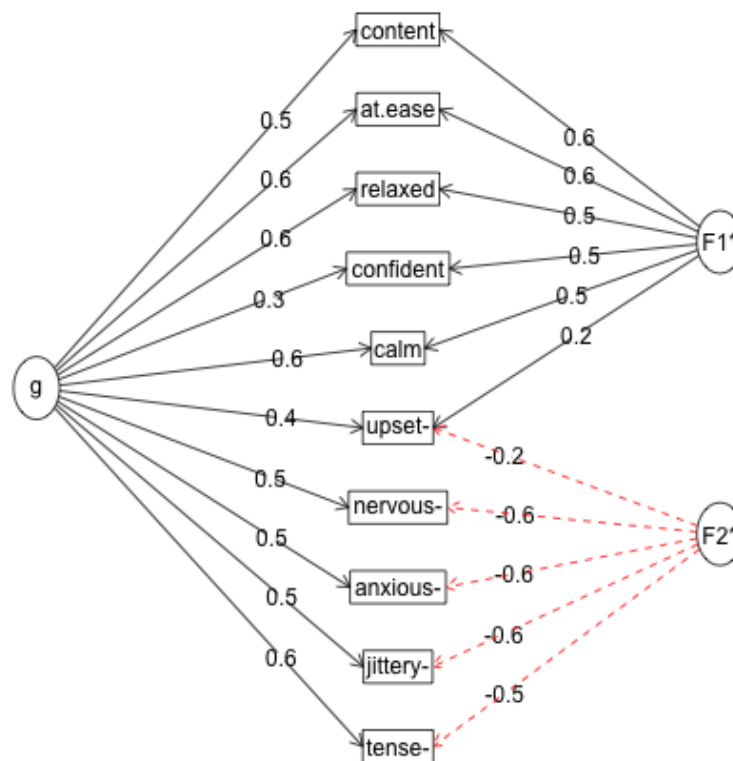 content
0.5
0.6
at.ease
0.6
0.6
relaxed
0.6
0.5
F1*
confident
0.3
0.5
calm
0.6
0.5
0.2
g
upset-
0.4
-0.2
nervous-
0.5
-0.6
F2*
anxious-
0.5
-0.6
jittery-
0.5
-0.6
tense-
0.6
-0.5